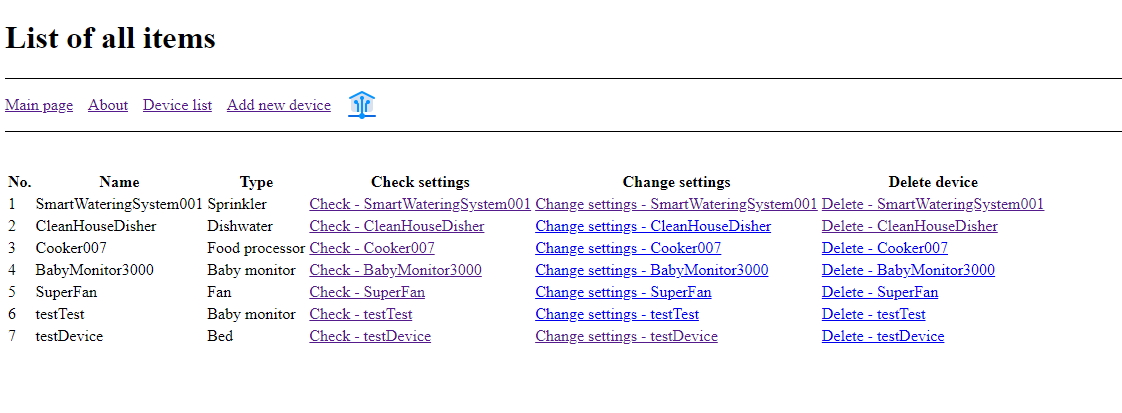 List of all items
Main page About Device list Add new device
No. Name Type Check settings Change settings Delete device
1 SmartWateringSystem001 Sprinkler Check - SmartWateringSystem001 Change settings - SmartWateringSystem001 Delete - SmartWateringSystem001
2 CleanHouseDisher Dishwater Check - CleanHouseDisher Change settings - CleanHouseDisher Delete - CleanHouseDisher
3 Cooker007 Food processor Check - Cooker007 Change settings - Cooker007 Delete - Cooker007
4 BabyMonitor3000 Baby monitor Check - BabyMonitor3000 Change settings - BabyMonitor3000 Delete - BabyMonitor3000
5 SuperFan Fan Check - SuperFan Change settings - SuperFan Delete - SuperFan
6 testTest Baby monitor Check - testTest Change settings - testTest Delete - testTest
7 testDevice Bed Check - testDevice Change settings - testDevice Delete - testDevice